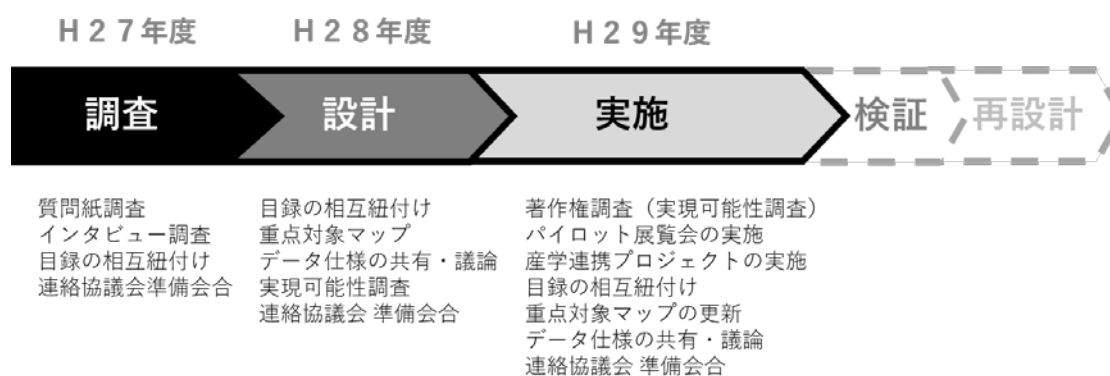 H27年度
H28年度
H29年度
調査
設計
実施
検証
再設計
質問紙調査
インタビュー調査
目録の相互紐付け
連絡協議会準備会合
目録の相互紐付け
重点対象マップ
データ仕様の共有・議論
実現可能性調査
連絡協議会 準備会合
著作権調査（実現可能性調査）
パイロット展覧会の実施
産学連携プロジェクトの実施
目録の相互紐付け
重点対象マップの更新
データ仕様の共有・議論
連絡協議会 準備会合